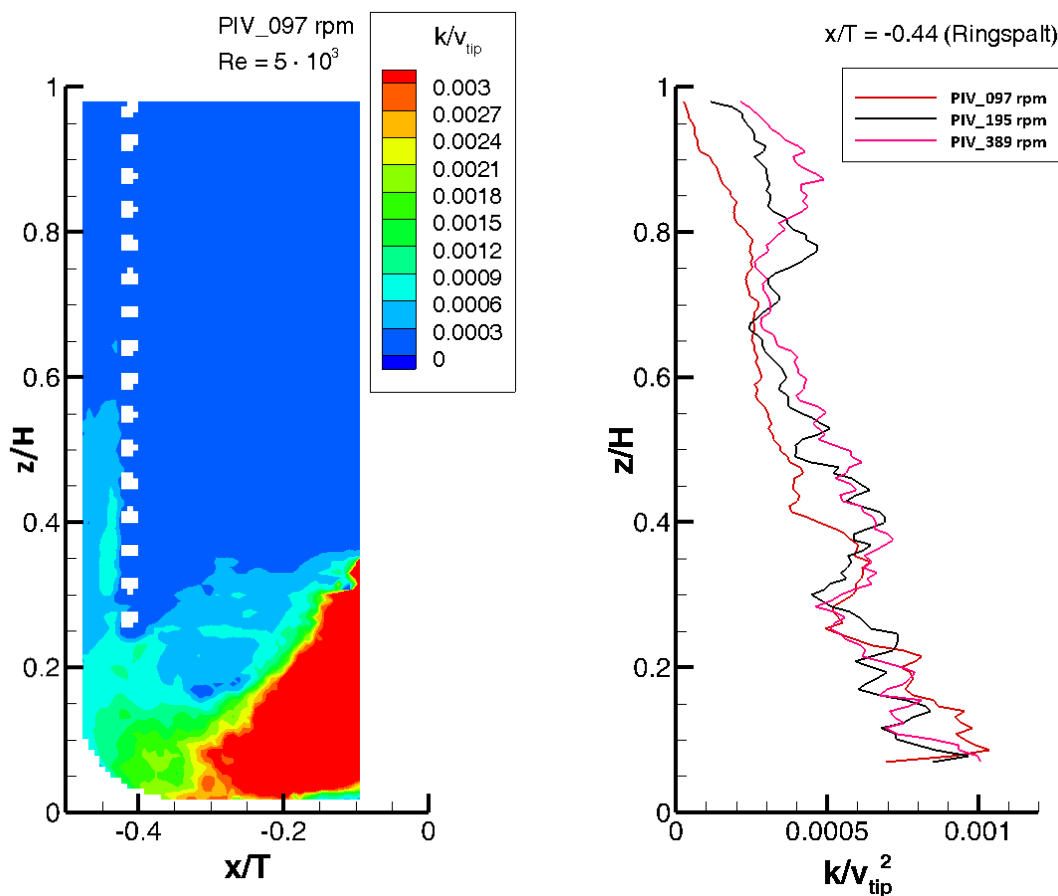 PIV_097 rpm
Re = 5 · 10³
k/v_tip
0.003
0.0027
0.0024
0.0021
0.0018
0.0015
0.0012
0.0009
0.0006
0.0003
0
1
0.8
0.6
0.4
0.2
0
z/H
-0.4
-0.2
0
x/T
x/T = -0.44 (Ringspalt)
PIV_097 rpm
PIV_195 rpm
PIV_389 rpm
1
0.8
0.6
0.4
0.2
0
z/H
0
0.0005
0.001
k/v_tip²